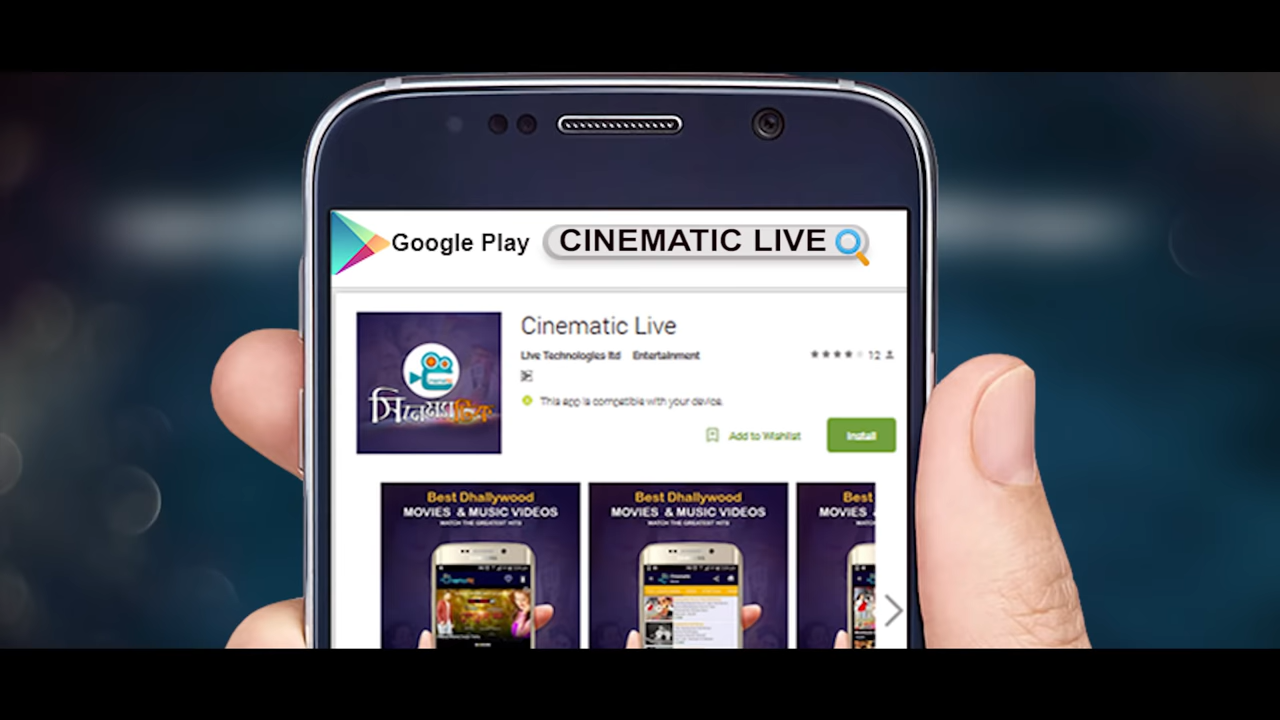 Google Play
CINEMATIC LIVE
Cinematic Live
Live Technologies ltd Entertainment
12
This app is compatible with your device.
Add to Wishlist
Install
সিনেম্যাটিক
Best Dhallywood
MOVIES & MUSIC VIDEOS
WATCH THE GREATEST HITS
Best Dhallywood
MOVIES & MUSIC VIDEOS
WATCH THE GREATEST HITS
Best
MOVIES &